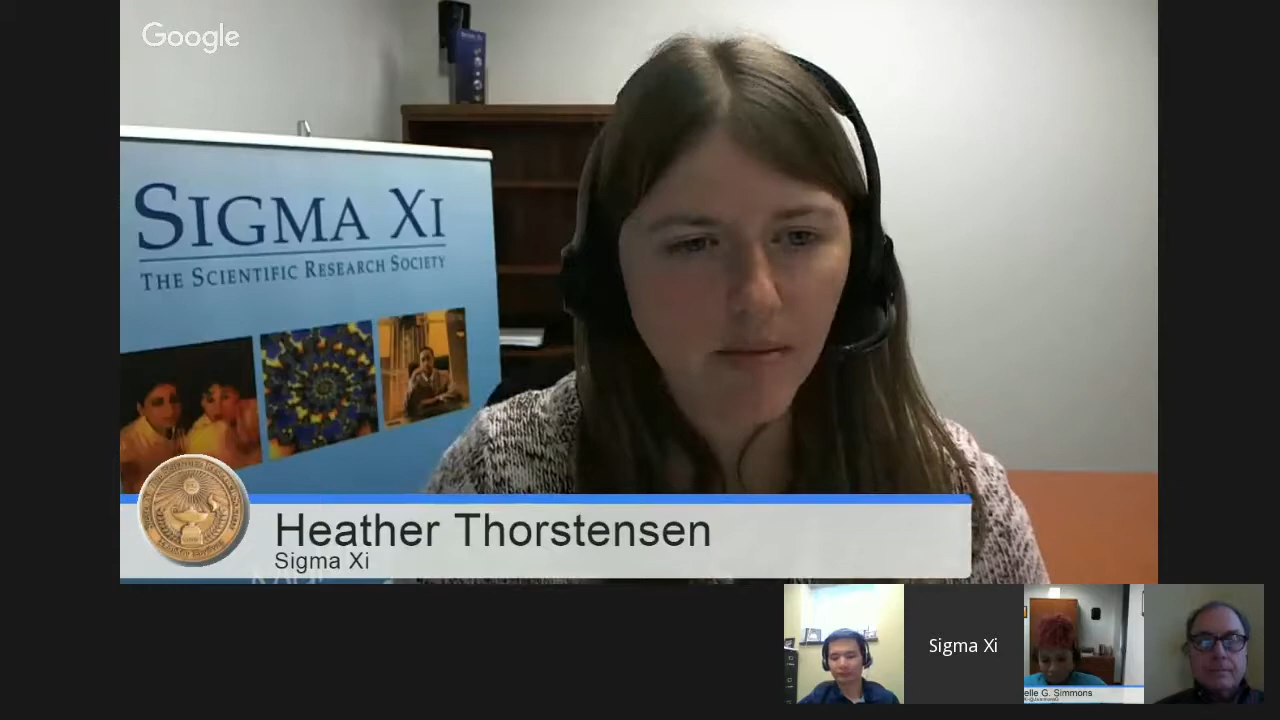 Google
SIGMA XI
THE SCIENTIFIC RESEARCH SOCIETY
Heather Thorstensen
Sigma Xi
Sigma Xi
elle G. Simmons